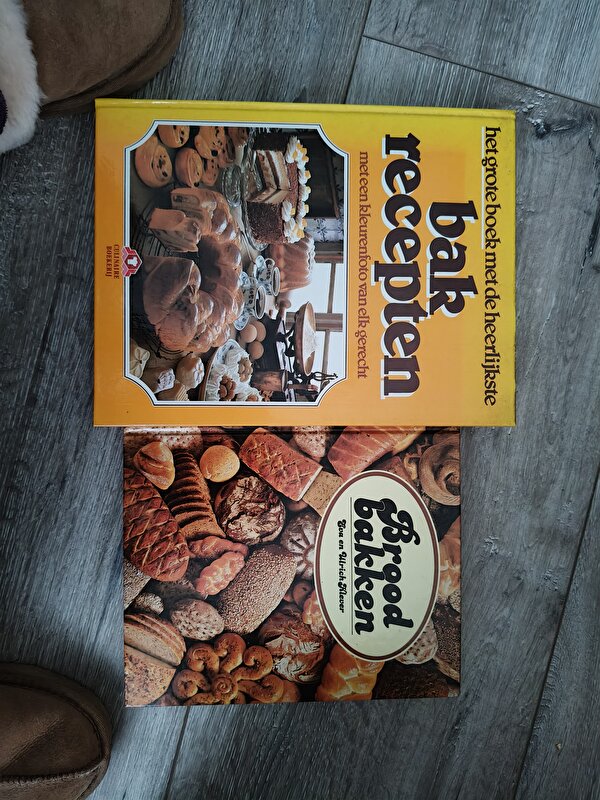 het grote boek met de heerlijkste
bak
recepten
met een kleurenfoto van elk gerecht
CULINAIRE
BOEKERIJ
Brood
bakken
Eva en Ulrich Klever